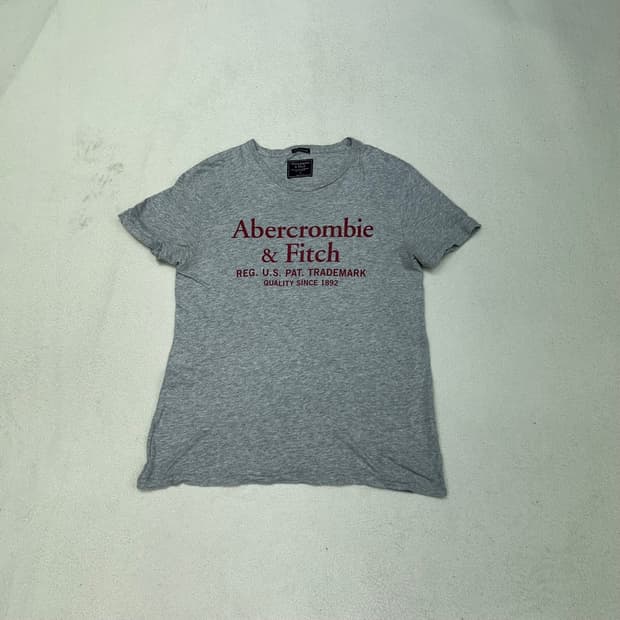 Abercrombie
& Fitch
REG. U.S. PAT. TRADEMARK
QUALITY SINCE 1892